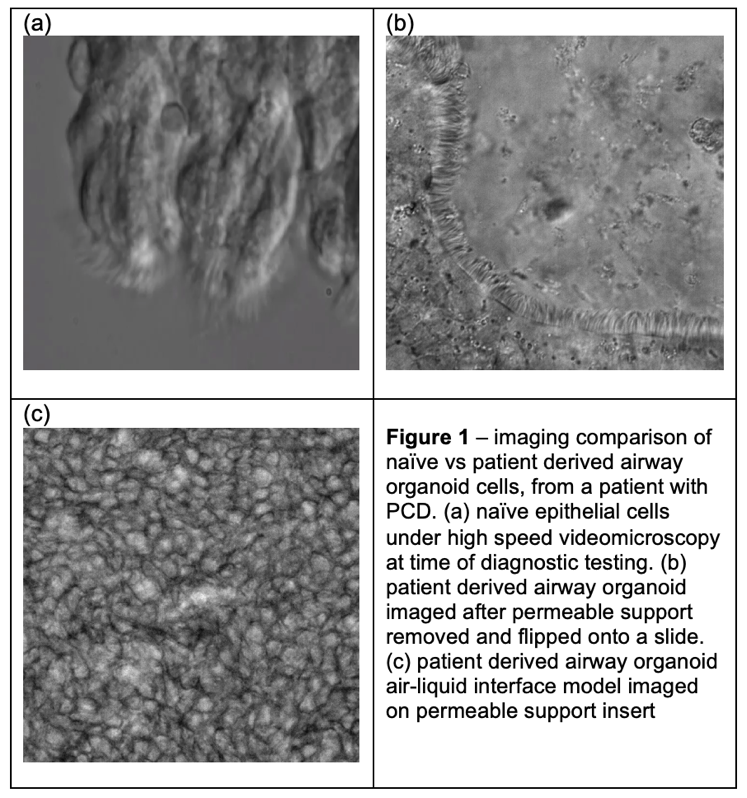 (a)
(b)
(c)
Figure 1 – imaging comparison of
naïve vs patient derived airway
organoid cells, from a patient with
PCD. (a) naïve epithelial cells
under high speed videomicroscopy
at time of diagnostic testing. (b)
patient derived airway organoid
imaged after permeable support
removed and flipped onto a slide.
(c) patient derived airway organoid
air-liquid interface model imaged
on permeable support insert